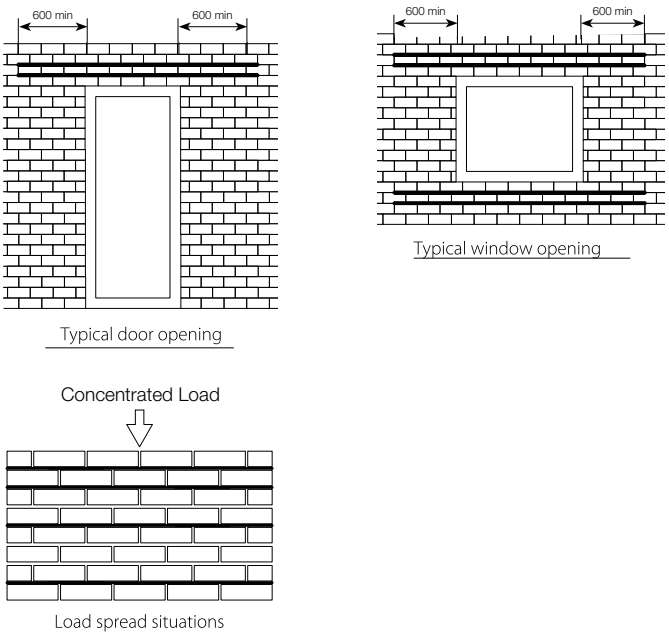 600 min
600 min
Typical door opening
600 min
600 min
Typical window opening
Concentrated Load
Load spread situations